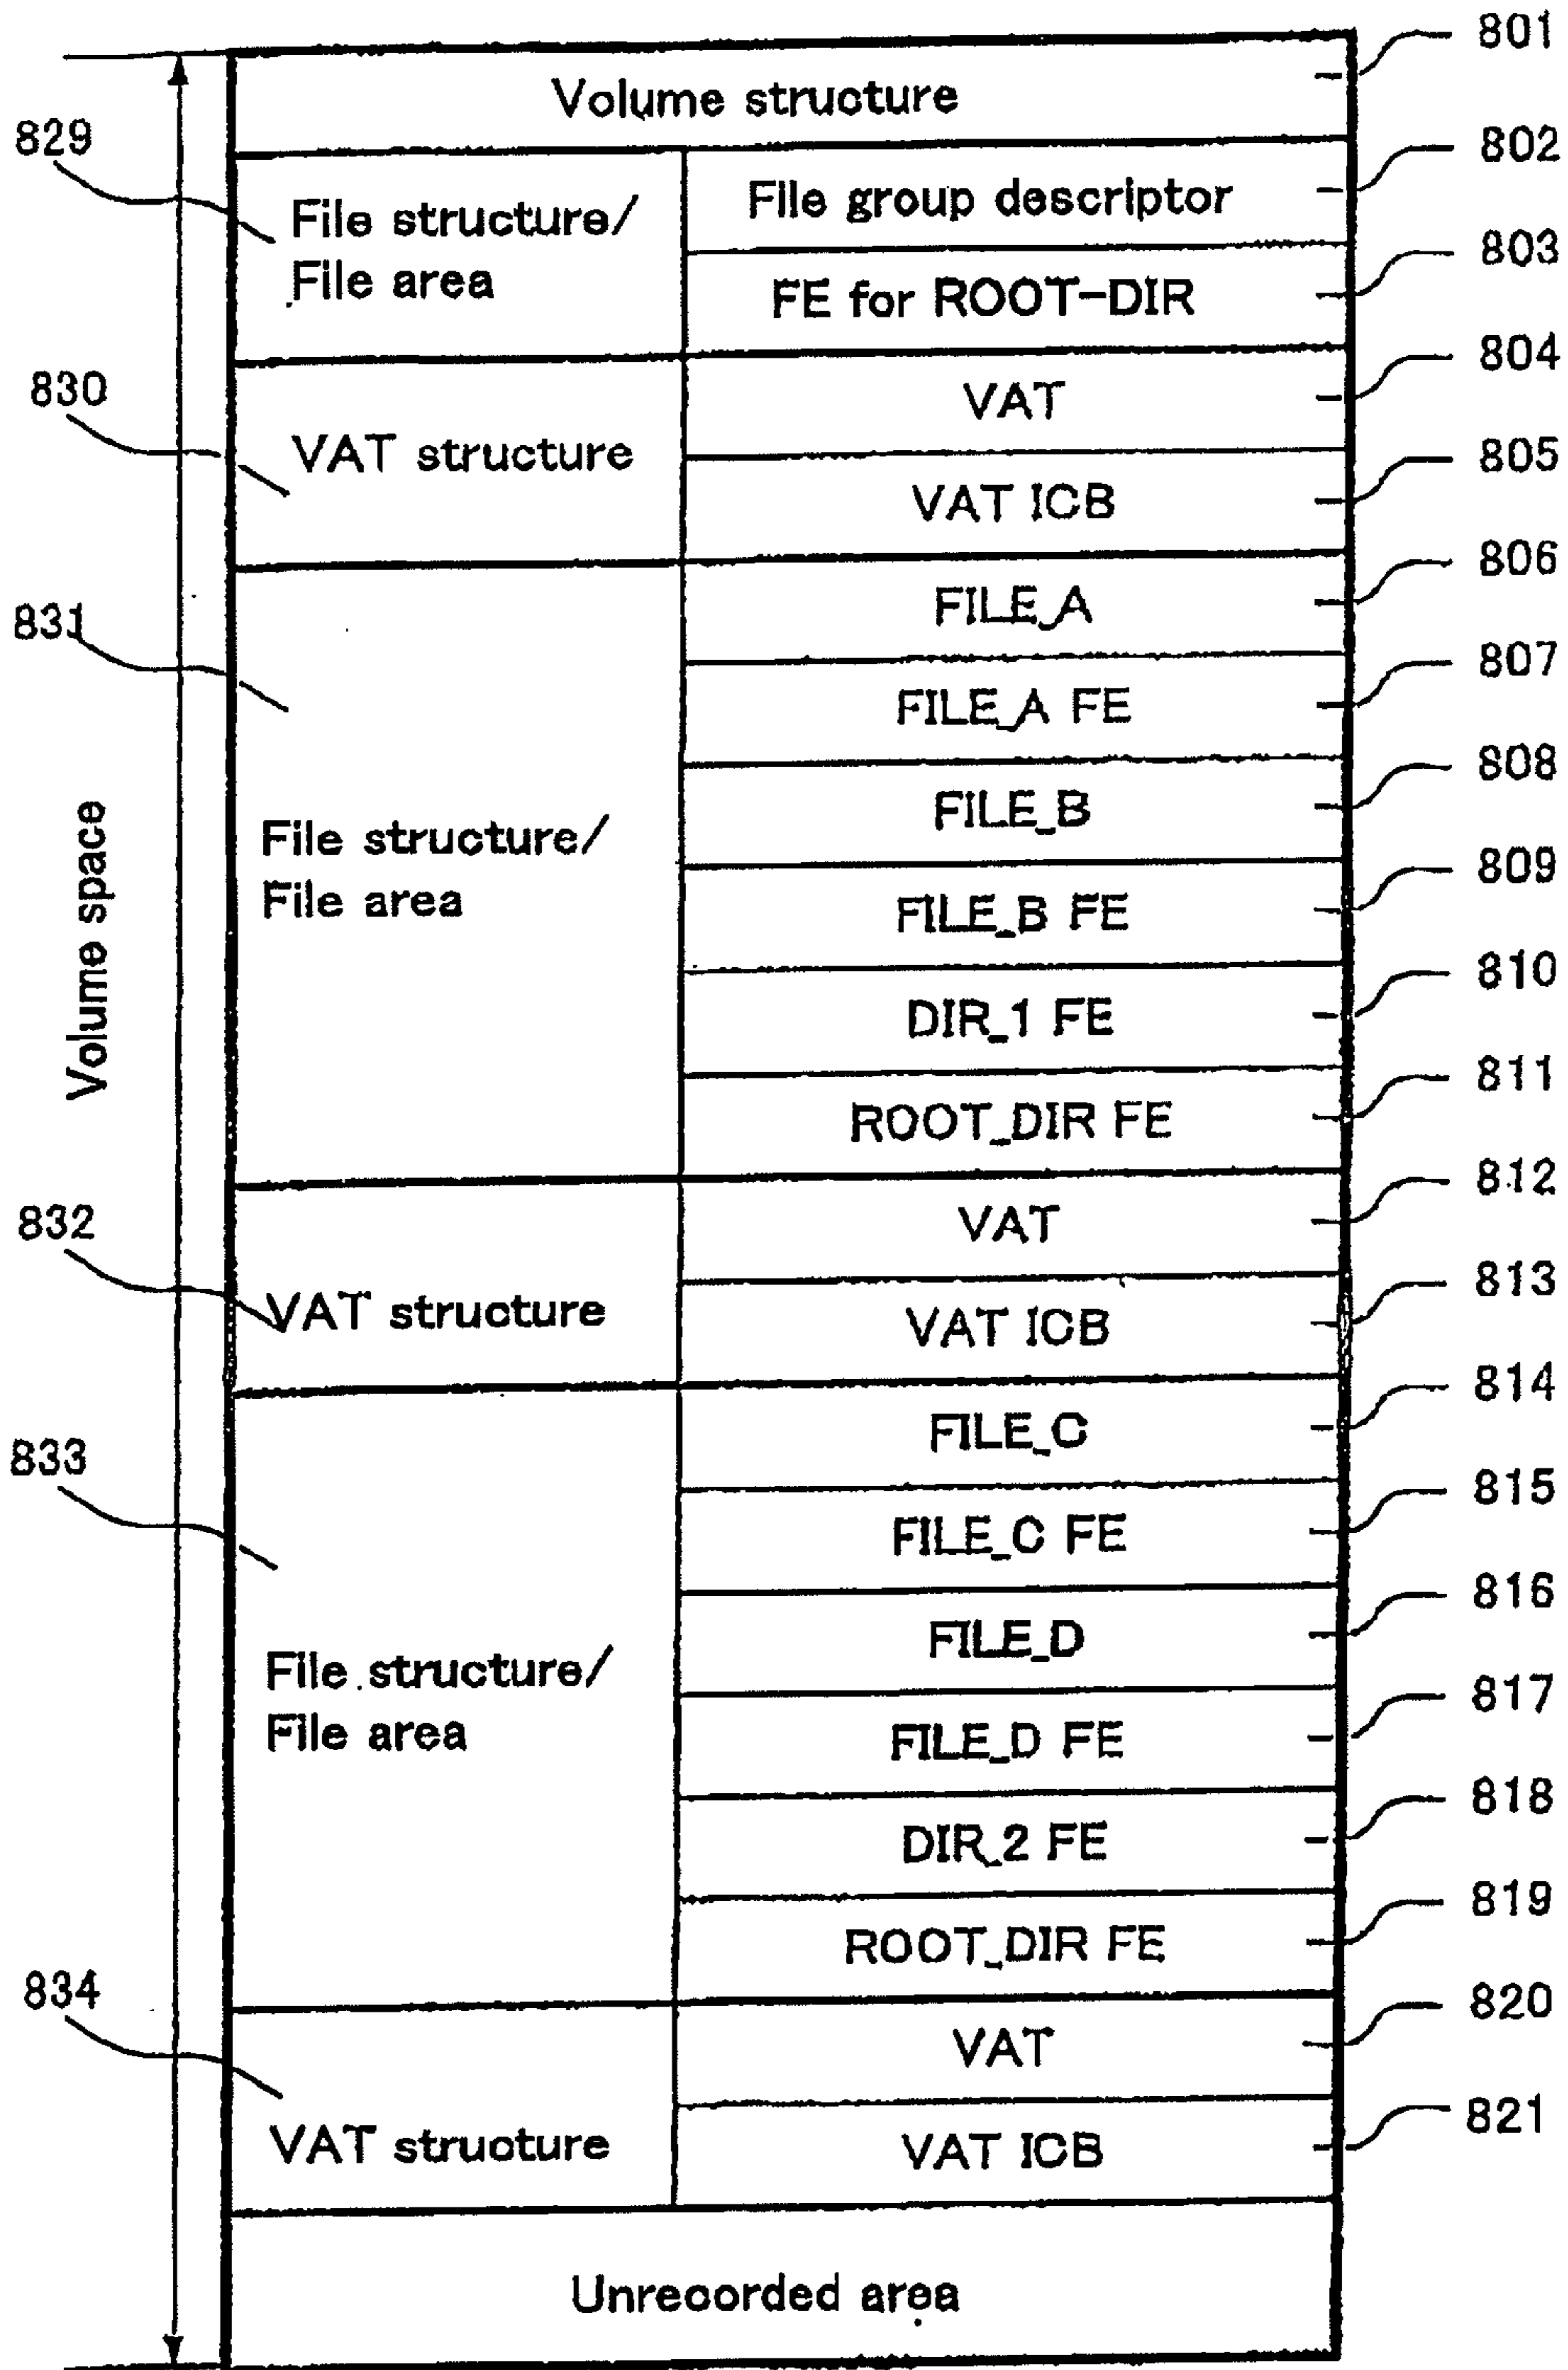 Volume space
Volume structure
801
829
File structure/
File area
File group descriptor
802
FE for ROOT-DIR
803
830
VAT structure
VAT
804
VAT ICB
805
831
File structure/
File area
FILE_A
806
FILE_A FE
807
FILE_B
808
FILE_B FE
809
DIR_1 FE
810
ROOT_DIR FE
811
832
VAT structure
VAT
812
VAT ICB
813
833
File structure/
File area
FILE_C
814
FILE_C FE
815
FILE_D
816
FILE_D FE
817
DIR_2 FE
818
ROOT_DIR FE
819
834
VAT structure
VAT
820
VAT ICB
821
Unrecorded area